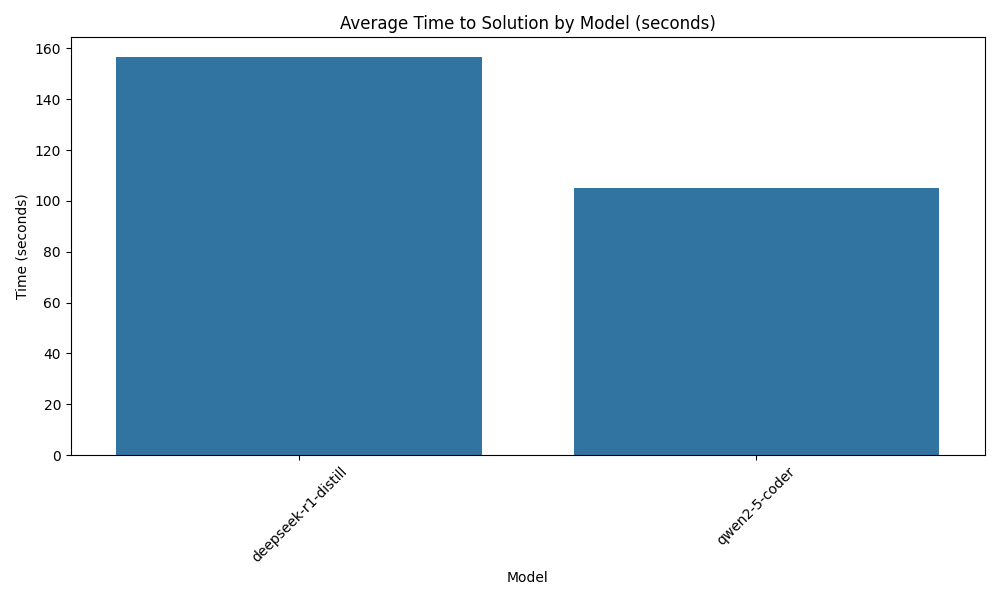 Average Time to Solution by Model (seconds)
Time (seconds)
160
140
120
100
80
60
40
20
0
deepseek-r1-distill
qwen2-5-coder
Model